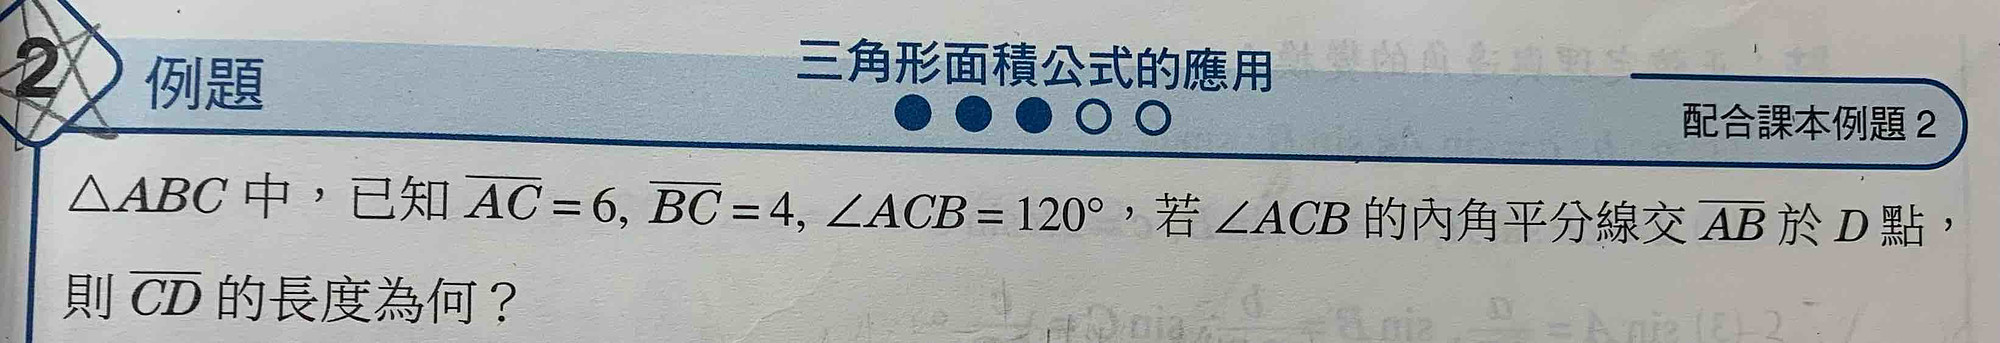 2 例題
三角形面積公式的應用
配合課本例題 2
△ABC 中，已知 AC = 6, BC = 4, ∠ACB = 120°，若 ∠ACB 的內角平分線交 AB 於 D 點，
則 CD 的長度為何？